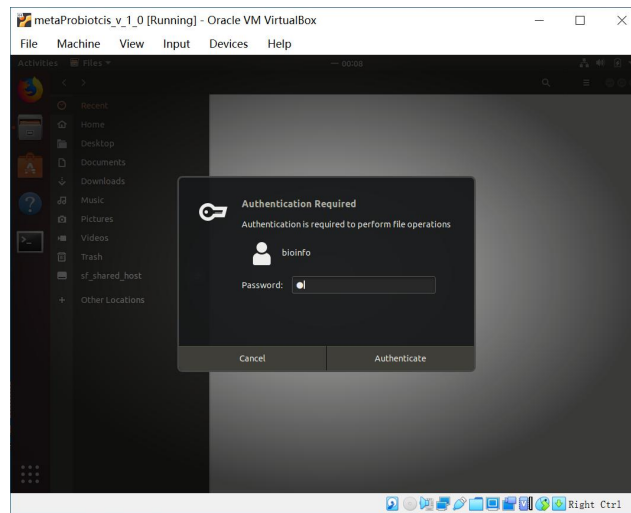 metaProbiotcis_v_1_0 [Running] - Oracle VM VirtualBox
File Machine View Input Devices Help
Activities Files 00:08
Recent
Home
Desktop
Documents
Downloads
Music
Pictures
Videos
Trash
sf_shared_host
+ Other Locations
Authentication Required
Authentication is required to perform file operations
bioinfo
Password:
Cancel Authenticate
Right Ctrl